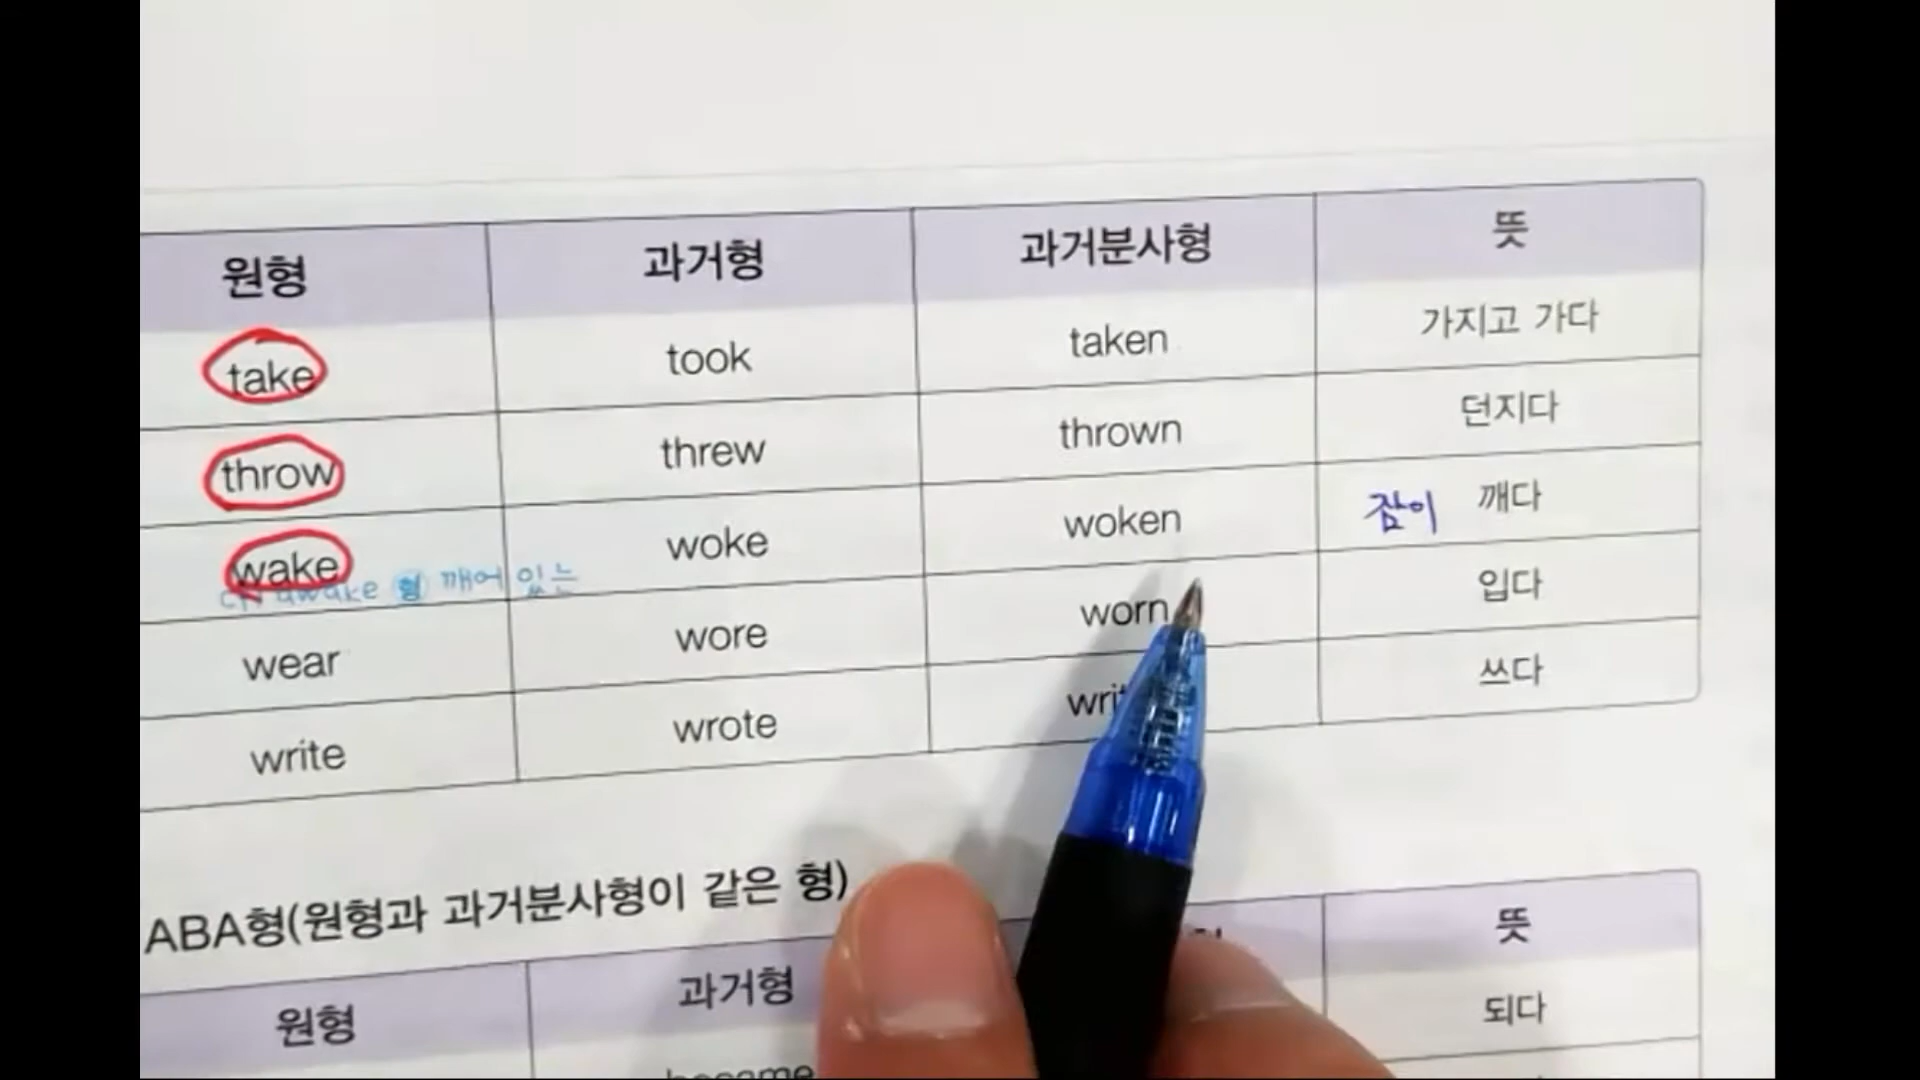 원형 과거형 과거분사형 뜻
take took taken 가지고 가다
throw threw thrown 던지다
wake woke woken 잠이 깨다
awake 형 깨어 있는
wear wore worn 입다
write wrote 쓰다
ABA형(원형과 과거분사형이 같은 형)
원형 과거형 뜻
되다